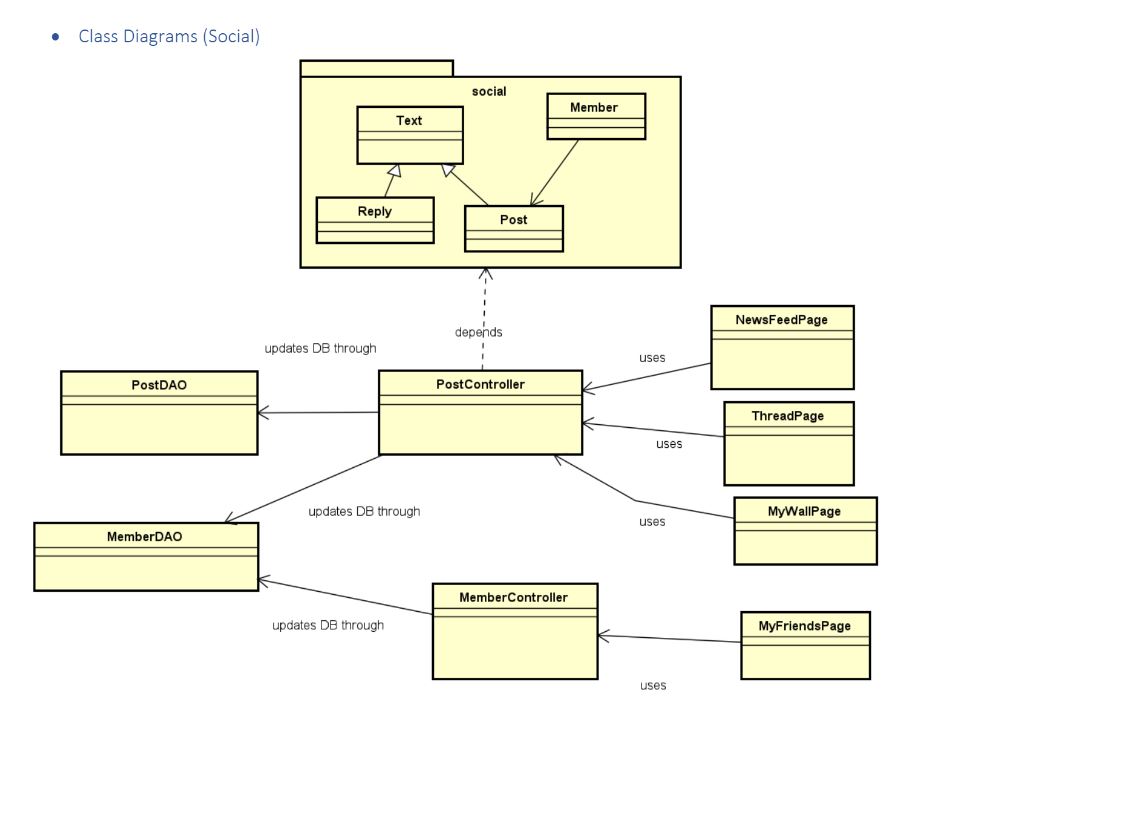 • Class Diagrams (Social)
social
Member
Text
Reply
Post
depends
NewsFeedPage
updates DB through
uses
PostDAO
PostController
ThreadPage
uses
MyWallPage
updates DB through
uses
MemberDAO
MemberController
MyFriendsPage
updates DB through
uses